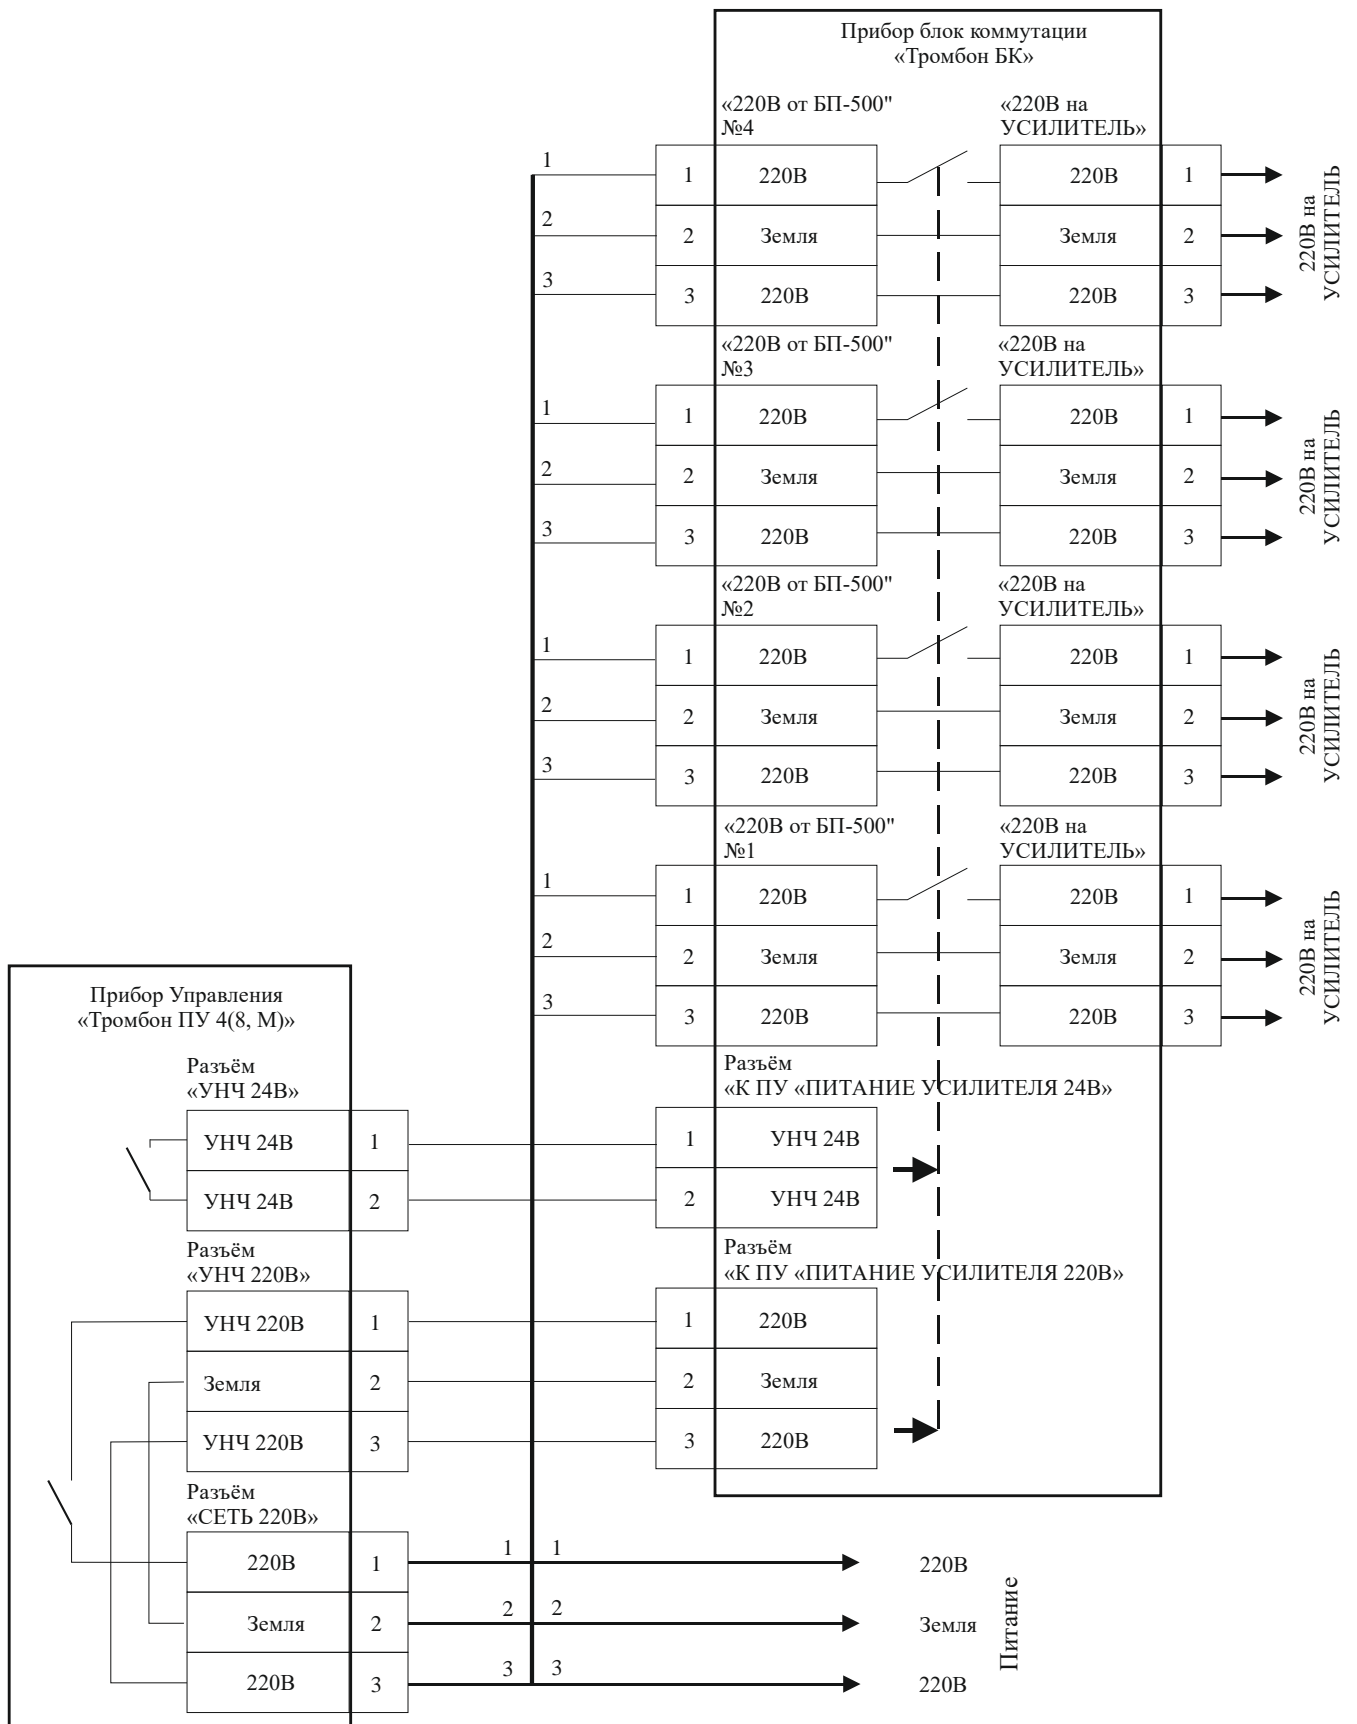 Прибор блок коммутации
«Тромбон БК»
«220В от БП-500"
№4
«220В на
УСИЛИТЕЛЬ»
1
1
220В
220В
1
2
2
Земля
Земля
2
3
3
220В
220В
3
220В на
УСИЛИТЕЛЬ
«220В от БП-500"
№3
«220В на
УСИЛИТЕЛЬ»
1
1
220В
220В
1
2
2
Земля
Земля
2
3
3
220В
220В
3
220В на
УСИЛИТЕЛЬ
«220В от БП-500"
№2
«220В на
УСИЛИТЕЛЬ»
1
1
220В
220В
1
2
2
Земля
Земля
2
3
3
220В
220В
3
220В на
УСИЛИТЕЛЬ
«220В от БП-500"
№1
«220В на
УСИЛИТЕЛЬ»
1
1
220В
220В
1
2
2
Земля
Земля
2
3
3
220В
220В
3
220В на
УСИЛИТЕЛЬ
Прибор Управления
«Тромбон ПУ 4(8, М)»
Разъём
«УНЧ 24В»
УНЧ 24В
1
УНЧ 24В
2
Разъём
«К ПУ «ПИТАНИЕ УСИЛИТЕЛЯ 24В»
1
УНЧ 24В
2
УНЧ 24В
Разъём
«УНЧ 220В»
УНЧ 220В
1
Земля
2
УНЧ 220В
3
Разъём
«К ПУ «ПИТАНИЕ УСИЛИТЕЛЯ 220В»
1
220В
2
Земля
3
220В
Разъём
«СЕТЬ 220В»
220В
1
1
1
220В
Земля
2
2
2
Земля
220В
3
3
3
220В
Питание